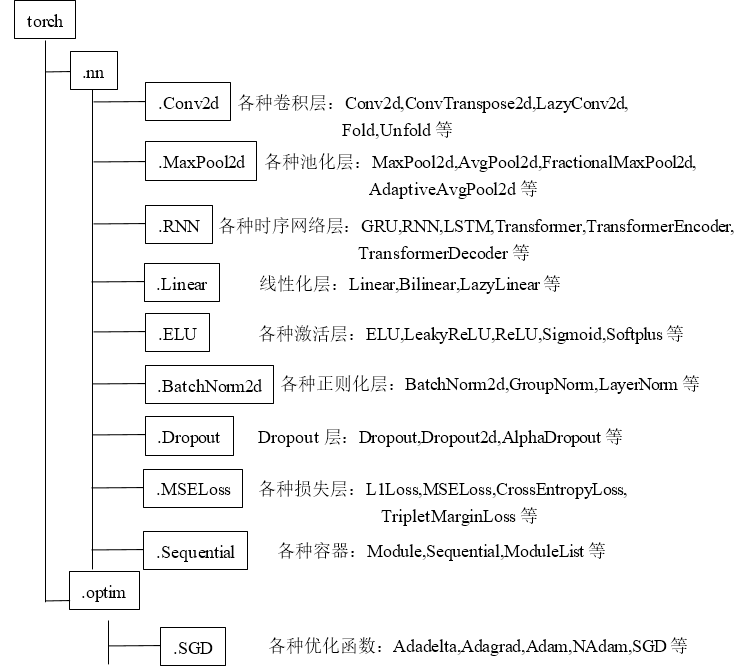 torch
.nn
.Conv2d 各种卷积层：Conv2d,ConvTranspose2d,LazyConv2d,
Fold,Unfold 等
.MaxPool2d 各种池化层：MaxPool2d,AvgPool2d,FractionalMaxPool2d,
AdaptiveAvgPool2d 等
.RNN 各种时序网络层：GRU,RNN,LSTM,Transformer,TransformerEncoder,
TransformerDecoder 等
.Linear 线性化层：Linear,Bilinear,LazyLinear 等
.ELU 各种激活层：ELU,LeakyReLU,ReLU,Sigmoid,Softplus 等
.BatchNorm2d 各种正则化层：BatchNorm2d,GroupNorm,LayerNorm 等
.Dropout Dropout 层：Dropout,Dropout2d,AlphaDropout 等
.MSELoss 各种损失层：L1Loss,MSELoss,CrossEntropyLoss,
TripletMarginLoss 等
.Sequential 各种容器：Module,Sequential,ModuleList 等
.optim
.SGD 各种优化函数：Adadelta,Adagrad,Adam,NAdam,SGD 等